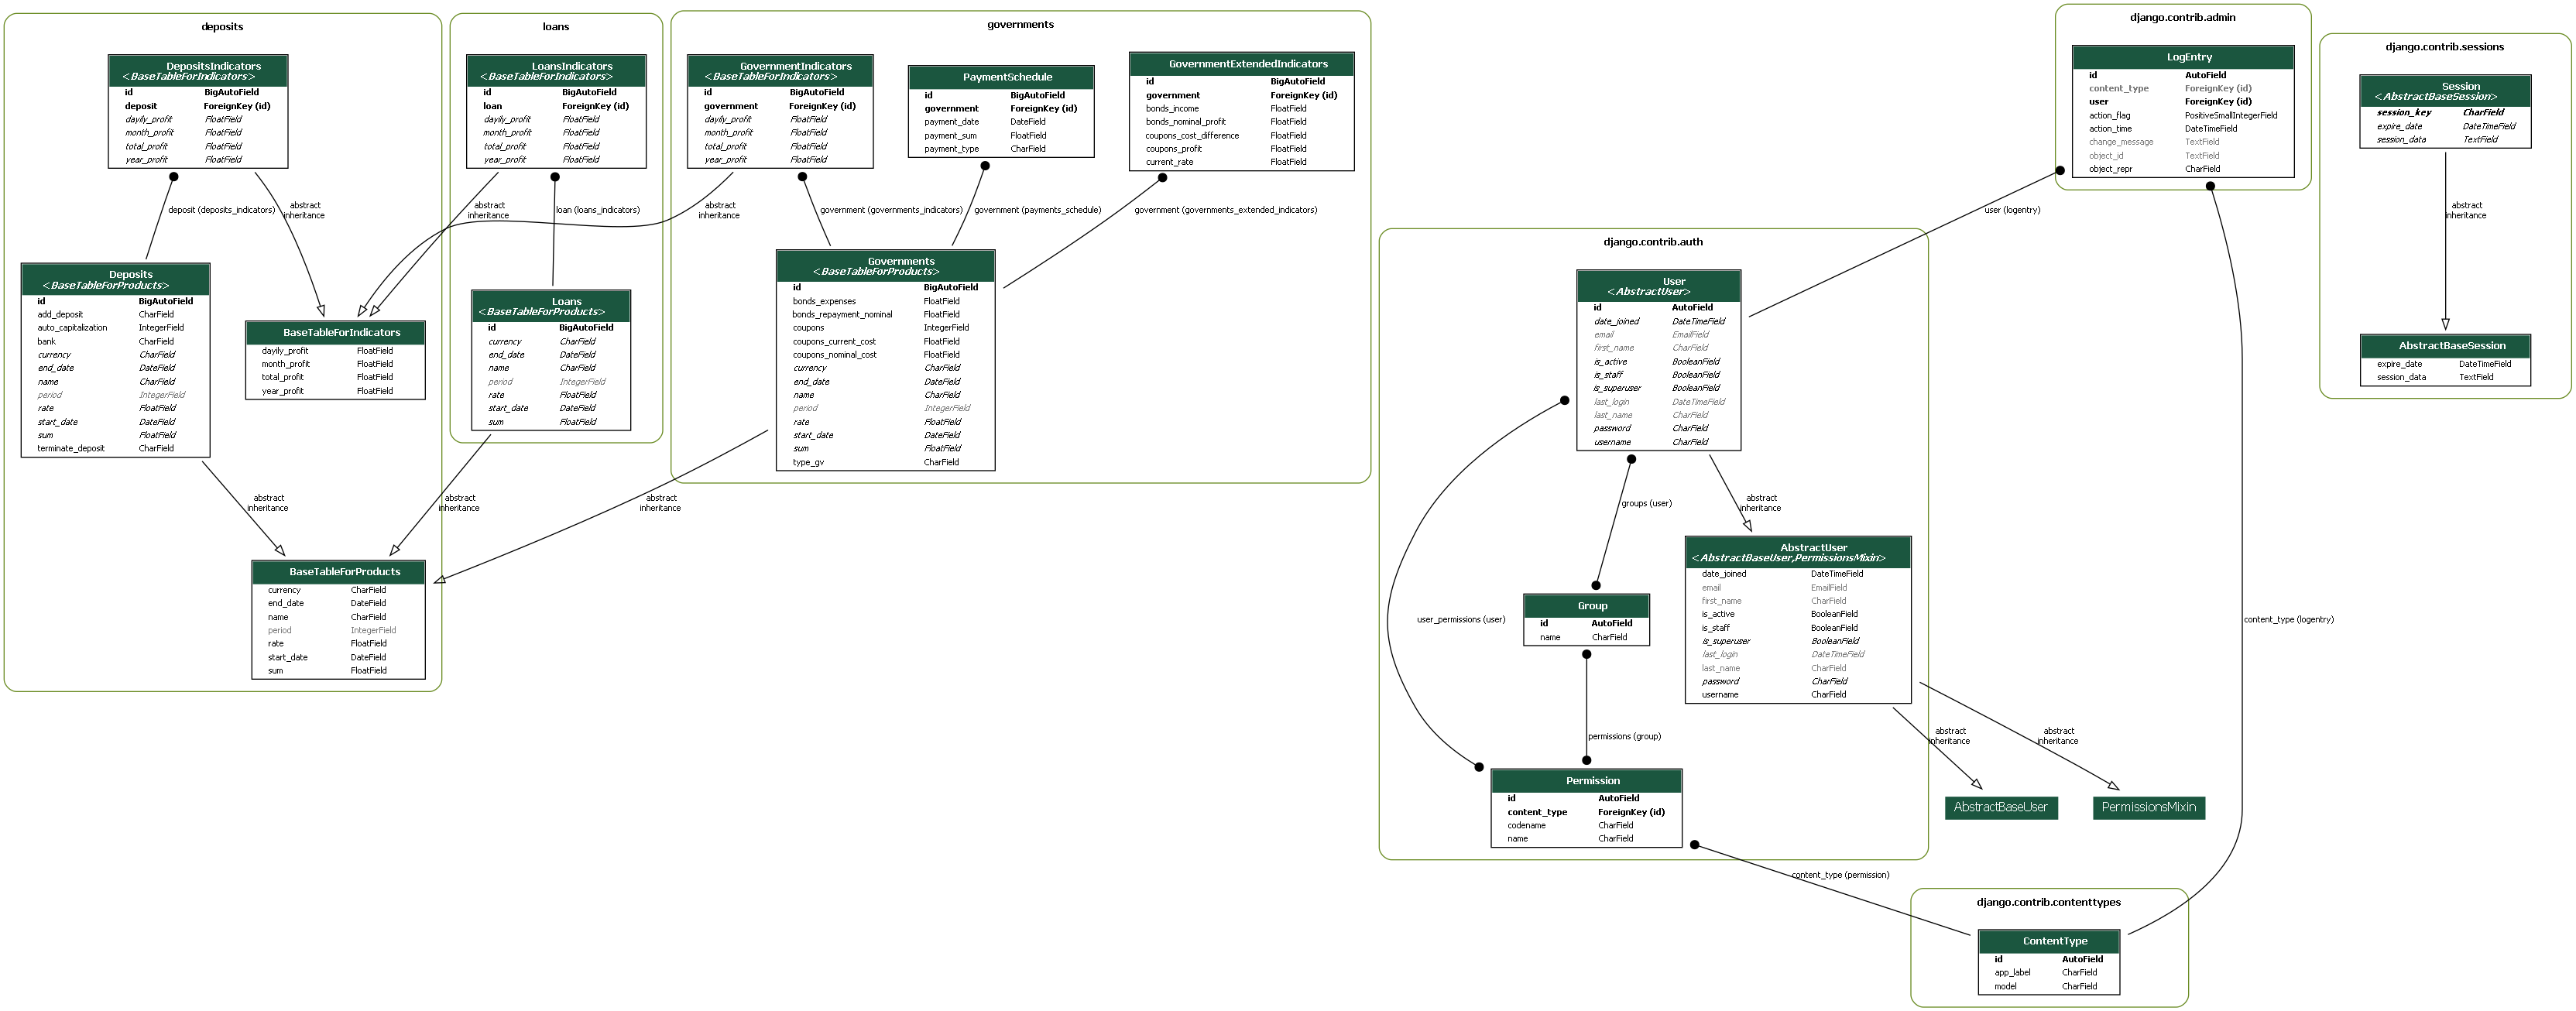 deposits
DepositsIndicators
<BaseTableForIndicators>
id BigAutoField
deposit ForeignKey (id)
dayily_profit FloatField
month_profit FloatField
total_profit FloatField
year_profit FloatField
deposit (deposits_indicators)
abstract
inheritance
Deposits
<BaseTableForProducts>
id BigAutoField
add_deposit CharField
auto_capitalization IntegerField
bank CharField
currency CharField
end_date DateField
name CharField
period IntegerField
rate FloatField
start_date DateField
sum FloatField
terminate_deposit CharField
BaseTableForIndicators
dayily_profit FloatField
month_profit FloatField
total_profit FloatField
year_profit FloatField
abstract
inheritance
BaseTableForProducts
currency CharField
end_date DateField
name CharField
period IntegerField
rate FloatField
start_date DateField
sum FloatField
loans
LoansIndicators
<BaseTableForIndicators>
id BigAutoField
loan ForeignKey (id)
dayily_profit FloatField
month_profit FloatField
total_profit FloatField
year_profit FloatField
abstract
inheritance
loan (loans_indicators)
Loans
<BaseTableForProducts>
id BigAutoField
currency CharField
end_date DateField
name CharField
period IntegerField
rate FloatField
start_date DateField
sum FloatField
abstract
inheritance
governments
GovernmentIndicators
<BaseTableForIndicators>
id BigAutoField
government ForeignKey (id)
dayily_profit FloatField
month_profit FloatField
total_profit FloatField
year_profit FloatField
PaymentSchedule
id BigAutoField
government ForeignKey (id)
payment_date DateField
payment_sum FloatField
payment_type CharField
GovernmentExtendedIndicators
id BigAutoField
government ForeignKey (id)
bonds_income FloatField
bonds_nominal_profit FloatField
coupons_cost_difference FloatField
coupons_profit FloatField
current_rate FloatField
abstract
inheritance
government (governments_indicators)
government (payments_schedule)
government (governments_extended_indicators)
Governments
<BaseTableForProducts>
id BigAutoField
bonds_expenses FloatField
bonds_repayment_nominal FloatField
coupons IntegerField
coupons_current_cost FloatField
coupons_nominal_cost FloatField
currency CharField
end_date DateField
name CharField
period IntegerField
rate FloatField
start_date DateField
sum FloatField
type_gv CharField
abstract
inheritance
django.contrib.auth
User
<AbstractUser>
id AutoField
date_joined DateTimeField
email EmailField
first_name CharField
is_active BooleanField
is_staff BooleanField
is_superuser BooleanField
last_login DateTimeField
last_name CharField
password CharField
username CharField
groups (user)
abstract
inheritance
user_permissions (user)
AbstractUser
<AbstractBaseUser,PermissionsMixin>
date_joined DateTimeField
email EmailField
first_name CharField
is_active BooleanField
is_staff BooleanField
is_superuser BooleanField
last_login DateTimeField
last_name CharField
password CharField
username CharField
Group
id AutoField
name CharField
permissions (group)
Permission
id AutoField
content_type ForeignKey (id)
codename CharField
name CharField
abstract
inheritance
abstract
inheritance
AbstractBaseUser
PermissionsMixin
content_type (permission)
django.contrib.admin
LogEntry
id AutoField
content_type ForeignKey (id)
user ForeignKey (id)
action_flag PositiveSmallIntegerField
action_time DateTimeField
change_message TextField
object_id TextField
object_repr CharField
user (logentry)
content_type (logentry)
django.contrib.contenttypes
ContentType
id AutoField
app_label CharField
model CharField
django.contrib.sessions
Session
<AbstractBaseSession>
session_key CharField
expire_date DateTimeField
session_data TextField
abstract
inheritance
AbstractBaseSession
expire_date DateTimeField
session_data TextField